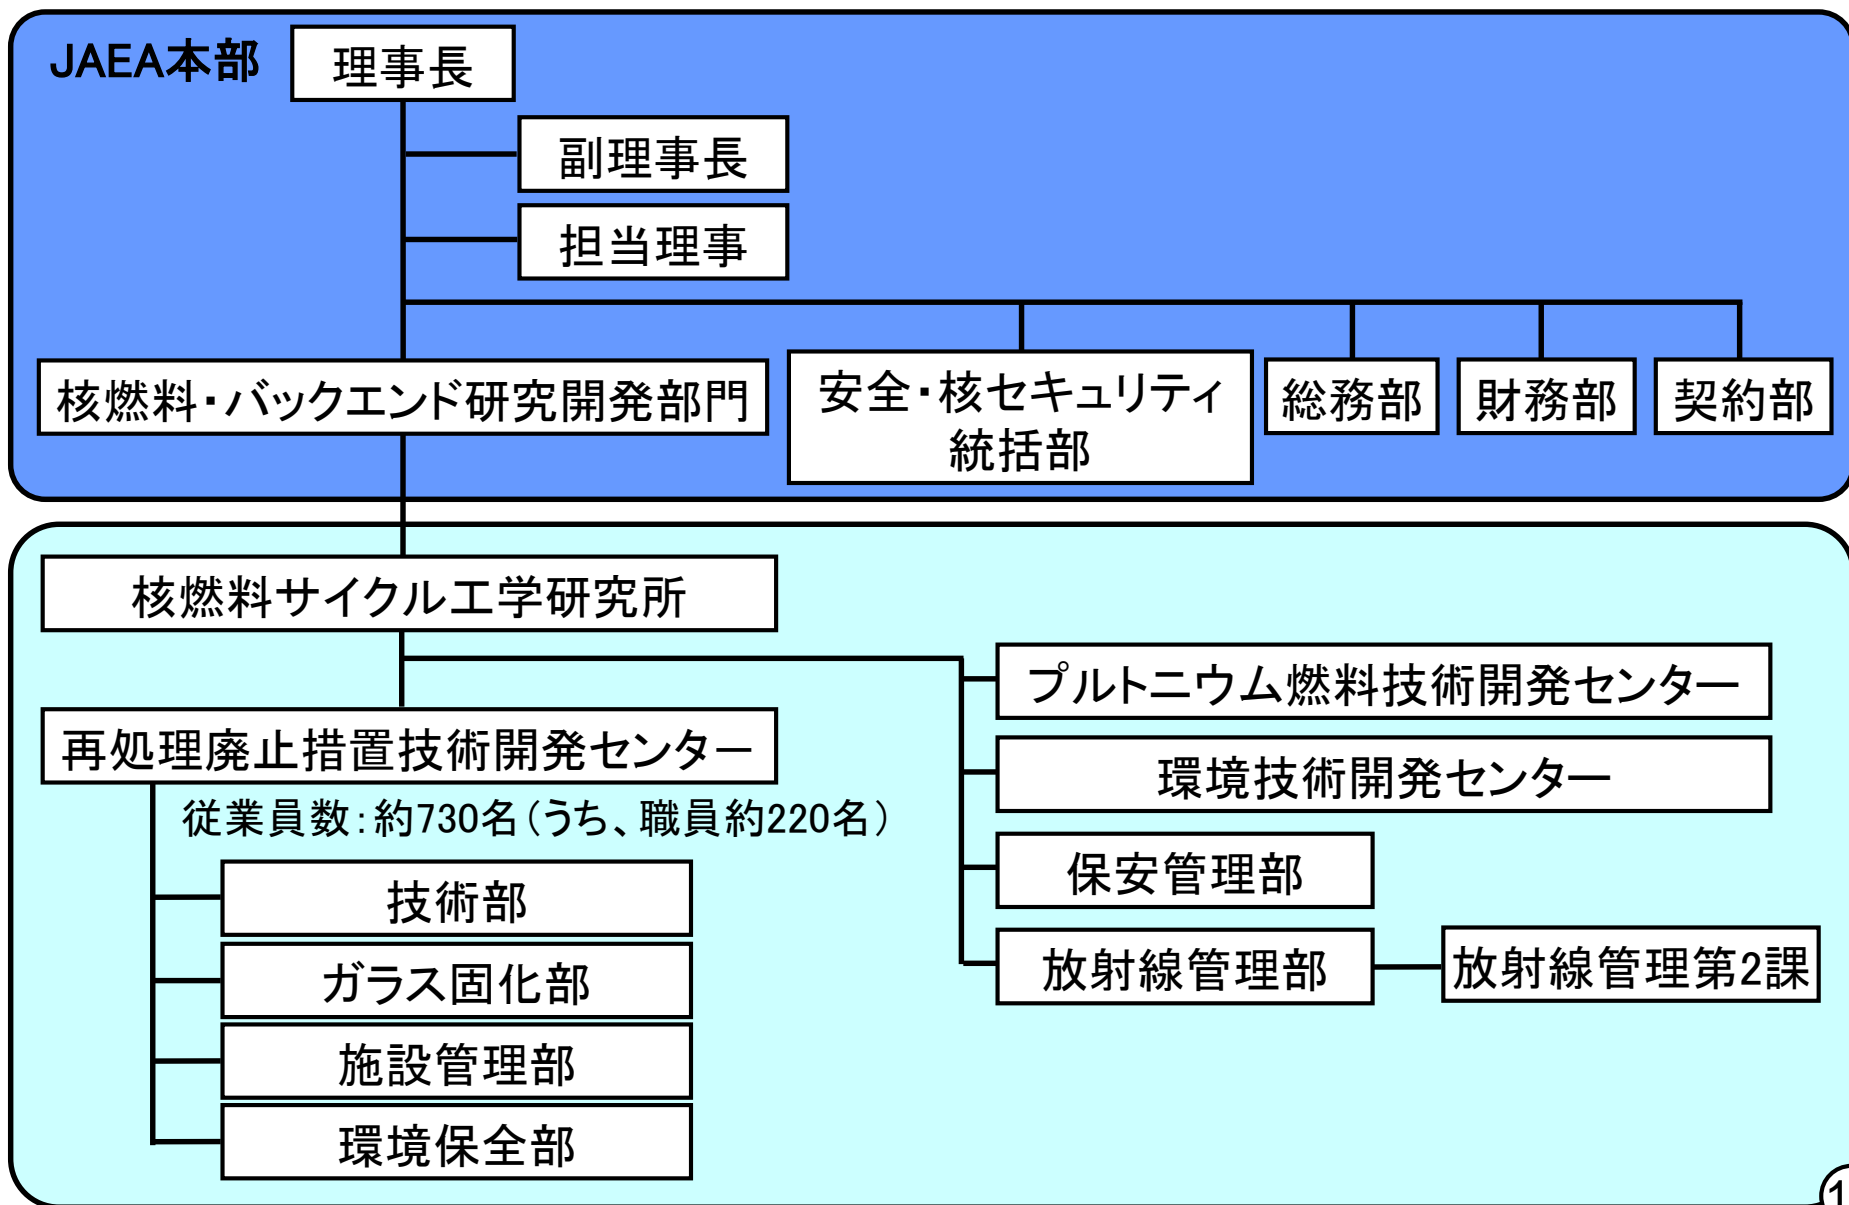 JAEA本部
理事長
副理事長
担当理事
核燃料・バックエンド研究開発部門
安全・核セキュリティ
統括部
総務部
財務部
契約部
核燃料サイクル工学研究所
再処理廃止措置技術開発センター
従業員数：約730名（うち、職員約220名）
技術部
ガラス固化部
施設管理部
環境保全部
プルトニウム燃料技術開発センター
環境技術開発センター
保安管理部
放射線管理部
放射線管理第2課
1